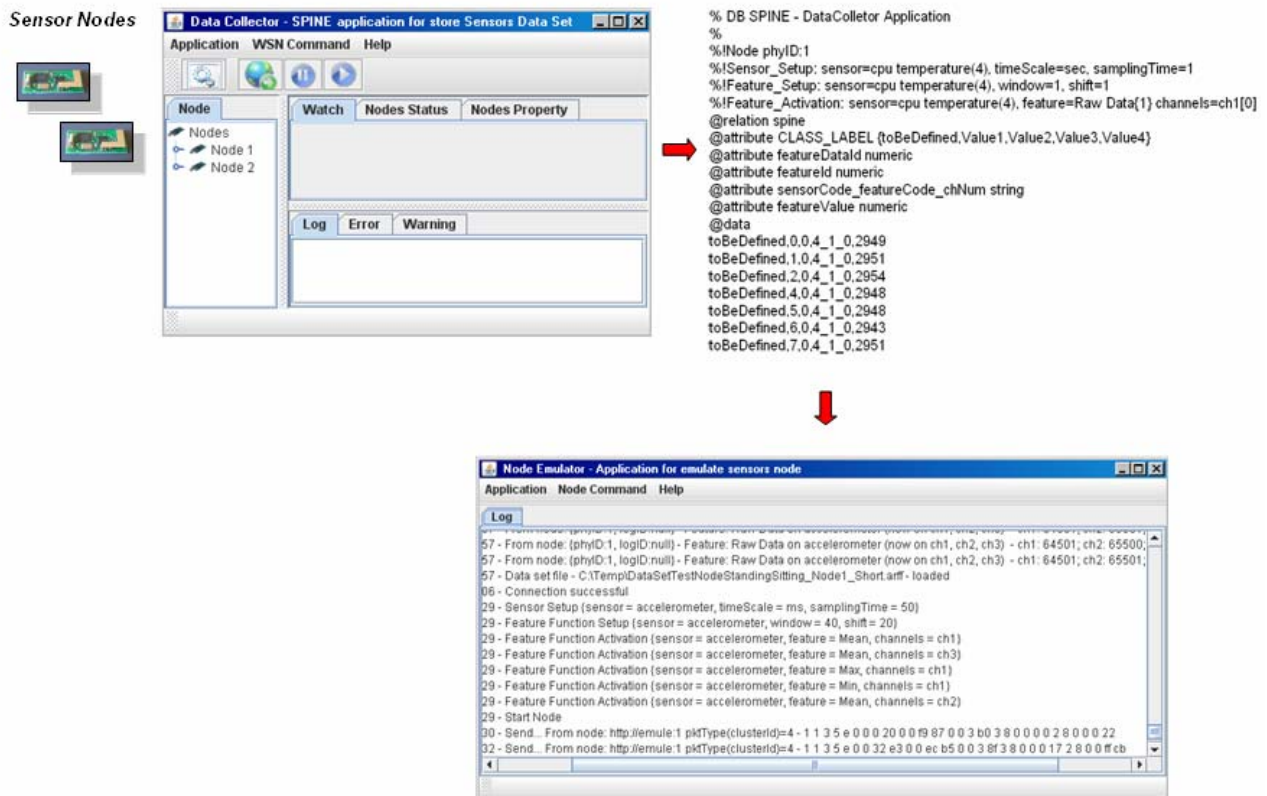 Sensor Nodes
Data Collector - SPINE application for store Sensors Data Set
Application WSN Command Help
Node
Nodes
Node 1
Node 2
Watch Nodes Status Nodes Property
Log Error Warning
% DB SPINE - DataColletor Application
%
%!Node phyID:1
%!Sensor_Setup: sensor=cpu temperature(4), timeScale=sec, samplingTime=1
%!Feature_Setup: sensor=cpu temperature(4), window=1, shift=1
%!Feature_Activation: sensor=cpu temperature(4), feature=Raw Data{1} channels=ch1[0]
@relation spine
@attribute CLASS_LABEL {toBeDefined,Value1,Value2,Value3,Value4}
@attribute featureDataId numeric
@attribute featureId numeric
@attribute sensorCode_featureCode_chNum string
@attribute featureValue numeric
@data
toBeDefined,0,0,4_1_0,2949
toBeDefined,1,0,4_1_0,2951
toBeDefined,2,0,4_1_0,2954
toBeDefined,4,0,4_1_0,2948
toBeDefined,5,0,4_1_0,2948
toBeDefined,6,0,4_1_0,2943
toBeDefined,7,0,4_1_0,2951
Node Emulator - Application for emulate sensors node
Application Node Command Help
Log
57 - From node: {phyID:1, logID:null} - Feature: Raw Data on accelerometer (now on ch1, ch2, ch3) - ch1: 64501; ch2: 65500;
57 - From node: {phyID:1, logID:null} - Feature: Raw Data on accelerometer (now on ch1, ch2, ch3) - ch1: 64501; ch2: 65501;
57 - Data set file - C:\Temp\DataSetTestNodeStandingSitting_Node1_Short.arff - loaded
06 - Connection successful
29 - Sensor Setup {sensor = accelerometer, timeScale = ms, samplingTime = 50}
29 - Feature Function Setup {sensor = accelerometer, window = 40, shift = 20}
29 - Feature Function Activation {sensor = accelerometer, feature = Mean, channels = ch1}
29 - Feature Function Activation {sensor = accelerometer, feature = Mean, channels = ch3}
29 - Feature Function Activation {sensor = accelerometer, feature = Max, channels = ch1}
29 - Feature Function Activation {sensor = accelerometer, feature = Min, channels = ch1}
29 - Feature Function Activation {sensor = accelerometer, feature = Mean, channels = ch2}
29 - Start Node
30 - Send... From node: http://emule:1 pktType(clusterId)=4 - 1 1 3 5 e 0 0 0 20 0 0 f9 87 0 0 3 b0 3 8 0 0 0 0 2 8 0 0 0 22
32 - Send... From node: http://emule:1 pktType(clusterId)=4 - 1 1 3 5 e 0 0 32 e3 0 0 ec b5 0 0 3 8f 3 8 0 0 0 17 2 8 0 0 ff cb